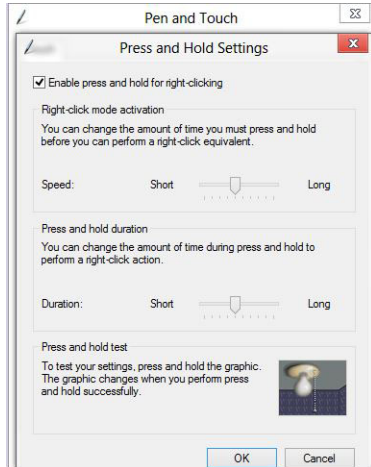 Pen and Touch
Press and Hold Settings
Enable press and hold for right-clicking
Right-click mode activation
You can change the amount of time you must press and hold
before you can perform a right-click equivalent.
Speed: Short Long
Press and hold duration
You can change the amount of time during press and hold to
perform a right-click action.
Duration: Short Long
Press and hold test
To test your settings, press and hold the graphic.
The graphic changes when you perform press
and hold successfully.
OK Cancel